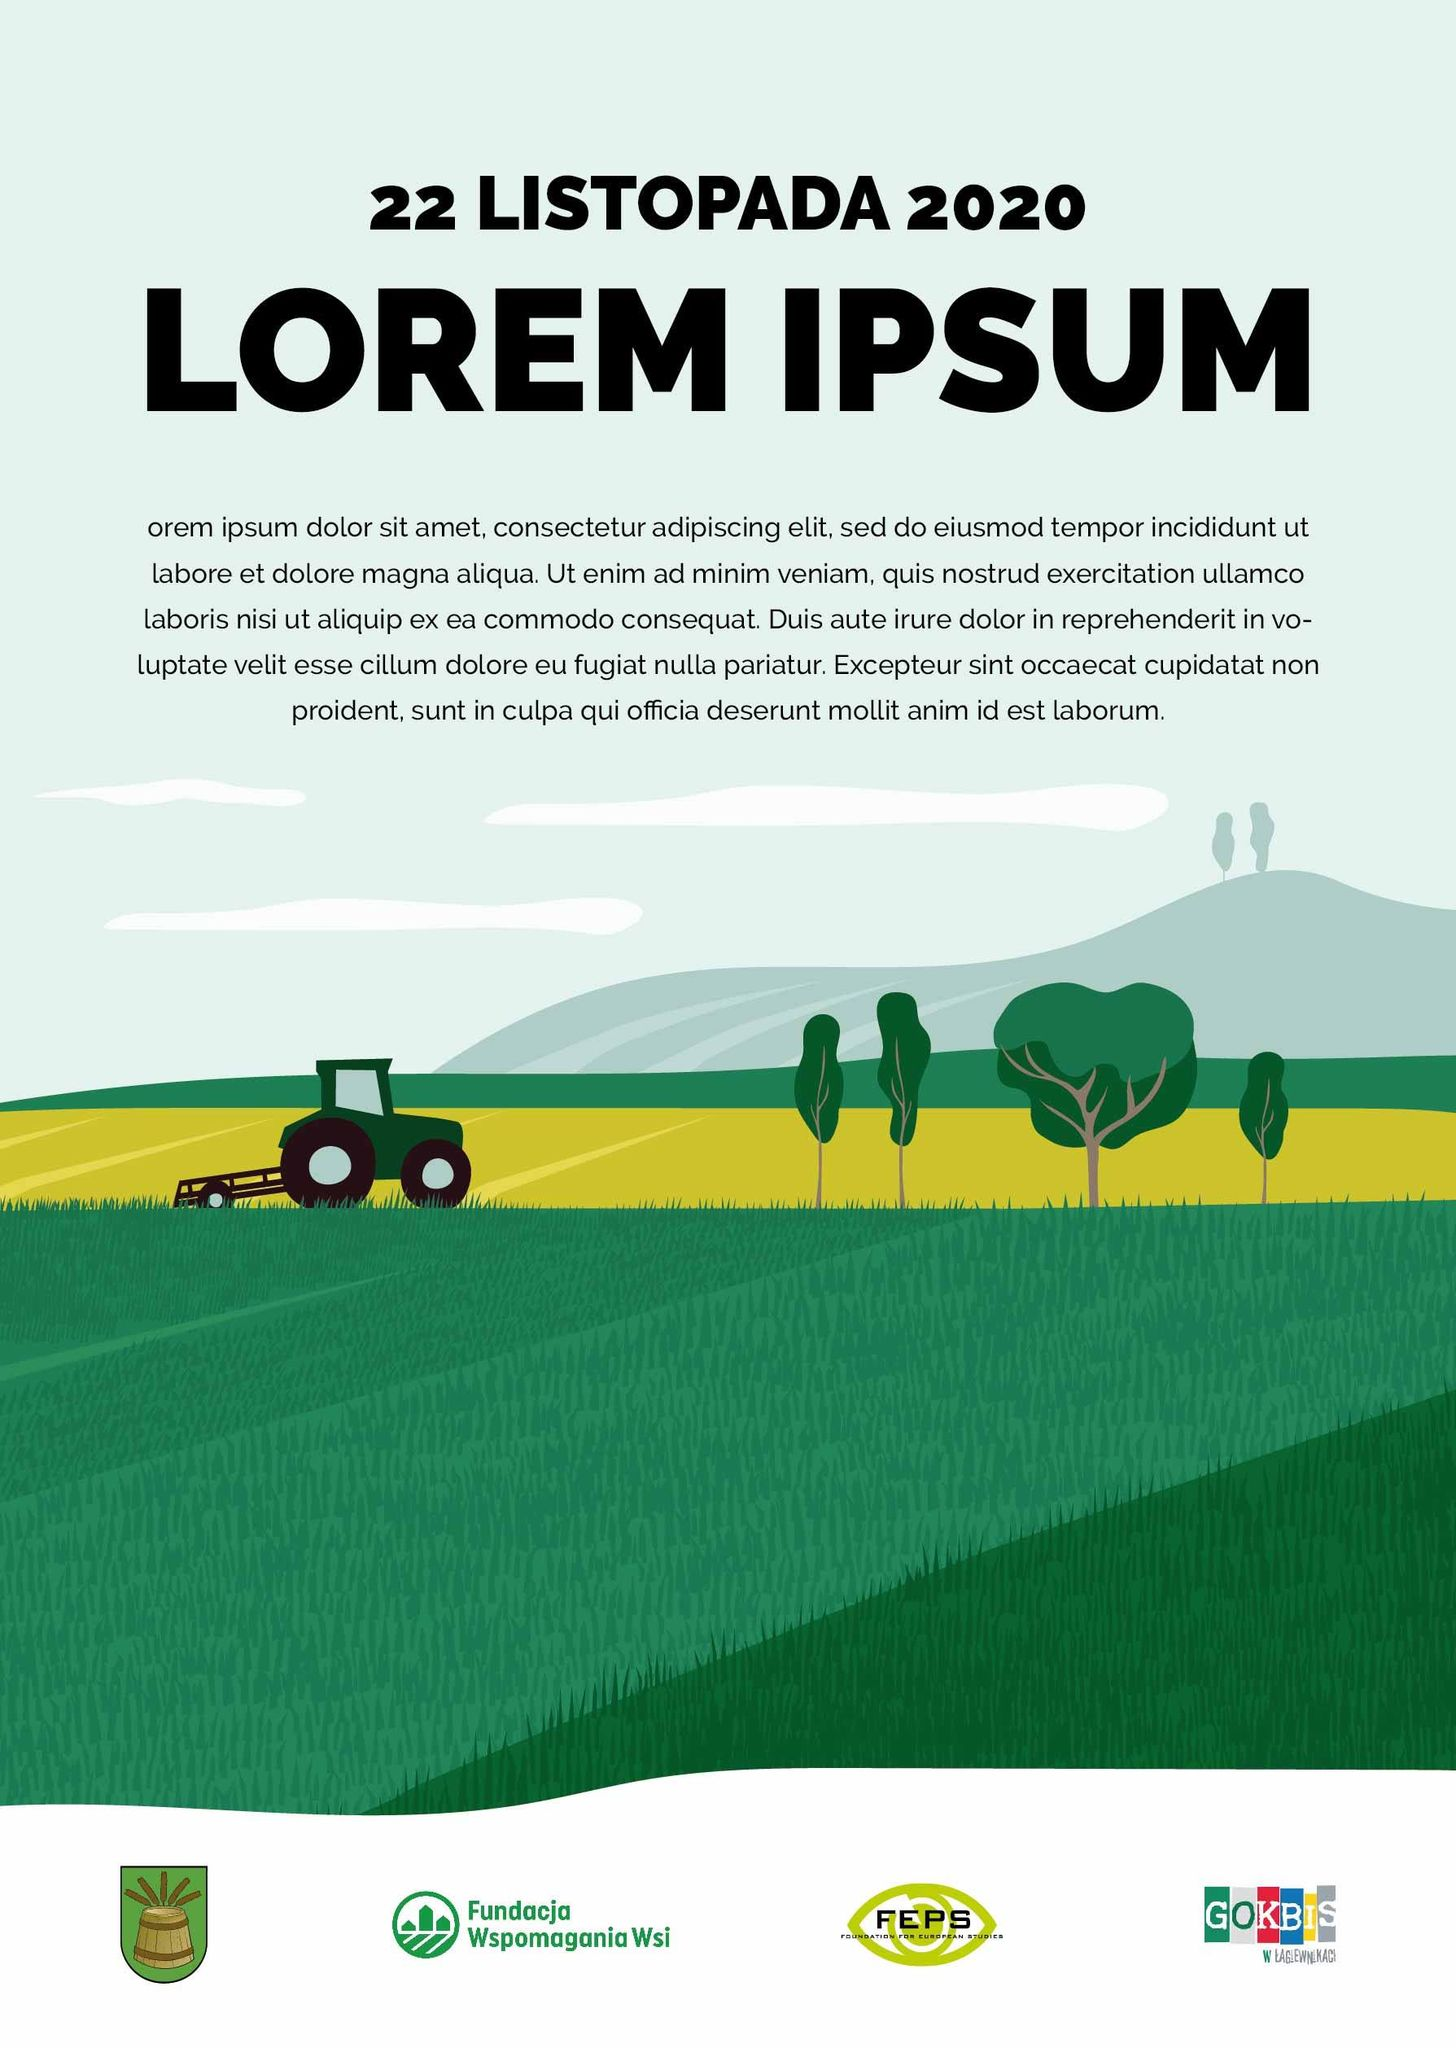 22 LISTOPADA 2020
LOREM IPSUM
orem ipsum dolor sit amet, consectetur adipiscing elit, sed do eiusmod tempor incididunt ut
labore et dolore magna aliqua. Ut enim ad minim veniam, quis nostrud exercitation ullamco
laboris nisi ut aliquip ex ea commodo consequat. Duis aute irure dolor in reprehenderit in vo-
luptate velit esse cillum dolore eu fugiat nulla pariatur. Excepteur sint occaecat cupidatat non
proident, sunt in culpa qui officia deserunt mollit anim id est laborum.
Fundacja
Wspomagania Wsi
FEPS
FOUNDATION FOR EUROPEAN STUDIES
GOKBIS
W ŁAGIEWNIKACH